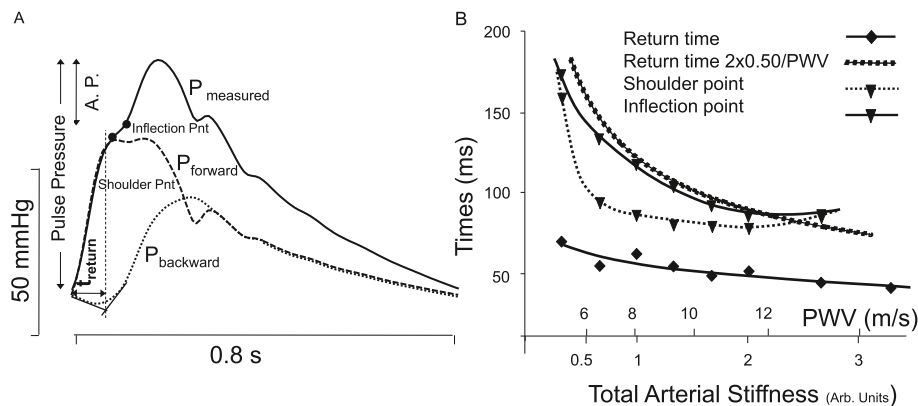 A
Pulse Pressure
A. P.
P measured
Inflection Pnt
P forward
Shoulder Pnt
t return
P backward
50 mmHg
0.8 s
B
200
150
100
50
Times (ms)
Return time
Return time 2x0.50/PWV
Shoulder point
Inflection point
6 8 10 12 PWV (m/s)
0.5 1 2 3
Total Arterial Stiffness (Arb. Units)